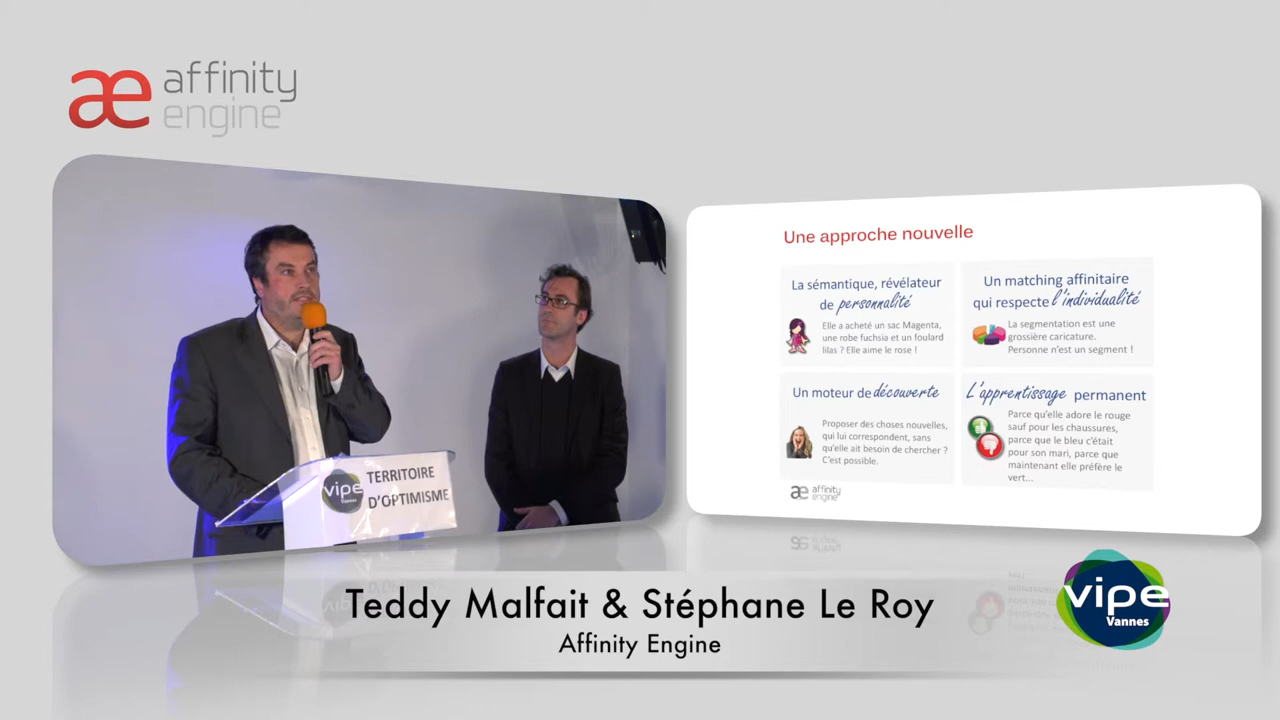 æ affinity
engine
vipe
Vannes
TERRITOIRE
D'OPTIMISME
Une approche nouvelle
La sémantique, révélateur
de personnalité
Elle a acheté un sac Magenta,
une robe fuchsia et un foulard
lilas ? Elle aime le rose !
Un matching affinitaire
qui respecte l'individualité
La segmentation est une
grossière caricature.
Personne n'est un segment !
Un moteur de découverte
Proposer des choses nouvelles,
qui lui correspondent, sans
qu'elle ait besoin de chercher ?
C'est possible.
L'apprentissage permanent
Parce qu'elle adore le rouge
sauf pour les chaussures,
parce que le bleu c'était
pour son mari, parce que
maintenant elle préfère le
vert...
æ affinity
engine
Teddy Malfait & Stéphane Le Roy
Affinity Engine
vipe
Vannes